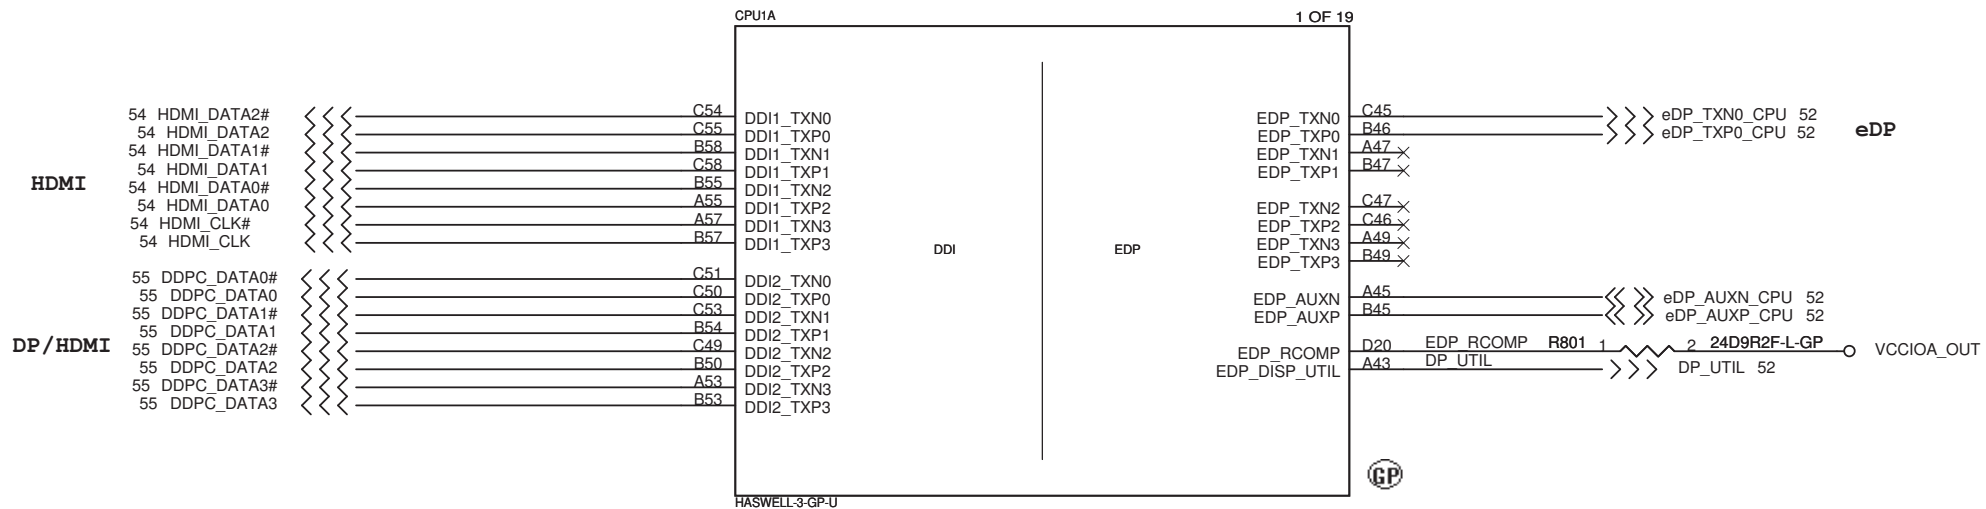 CPU1A 1 OF 19
54 HDMI_DATA2# C54 DDI1_TXN0 EDP_TXN0 C45 eDP_TXN0_CPU 52
54 HDMI_DATA2 C55 DDI1_TXP0 EDP_TXP0 B46 eDP_TXP0_CPU 52 eDP
54 HDMI_DATA1# B58 DDI1_TXN1 EDP_TXN1 A47
54 HDMI_DATA1 C58 DDI1_TXP1 EDP_TXP1 B47
HDMI
54 HDMI_DATA0# B55 DDI1_TXN2
54 HDMI_DATA0 A55 DDI1_TXP2 EDP_TXN2 C47
54 HDMI_CLK# A57 DDI1_TXN3 EDP_TXP2 C46
54 HDMI_CLK B57 DDI1_TXP3 EDP_TXN3 A49
DDI EDP
EDP_TXP3 B49
55 DDPC_DATA0# C51 DDI2_TXN0
55 DDPC_DATA0 C50 DDI2_TXP0 EDP_AUXN A45 eDP_AUXN_CPU 52
55 DDPC_DATA1# C53 DDI2_TXN1 EDP_AUXP B45 eDP_AUXP_CPU 52
55 DDPC_DATA1 B54 DDI2_TXP1
DP/HDMI
55 DDPC_DATA2# C49 DDI2_TXN2 EDP_RCOMP D20 EDP_RCOMP R801 1 2 24D9R2F-L-GP VCCIOA_OUT
55 DDPC_DATA2 B50 DDI2_TXP2 EDP_DISP_UTIL A43 DP_UTIL DP_UTIL 52
55 DDPC_DATA3# A53 DDI2_TXN3
55 DDPC_DATA3 B53 DDI2_TXP3
GP
HASWELL-3-GP-U